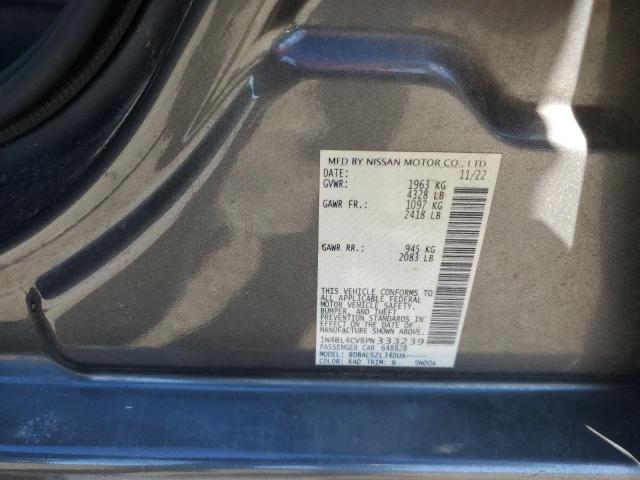 MFD BY NISSAN MOTOR CO., LTD
DATE: 11/22
GVWR: 1963 KG
4328 LB
GAWR FR.: 1097 KG
2418 LB
GAWR RR.: 945 KG
2083 LB
THIS VEHICLE CONFORMS TO
ALL APPLICABLE FEDERAL
MOTOR VEHICLE SAFETY,
BUMPER, AND THEFT
PREVENTION STANDARDS IN
EFFECT ON THE DATE OF
MANUFACTURE SHOWN ABOVE.
1N4BL4CV8PN333239
PASSENGER CAR 648828
MODEL: BDBALSZL34DUA-----
COLOR: KAD TRIM: N 9N00A